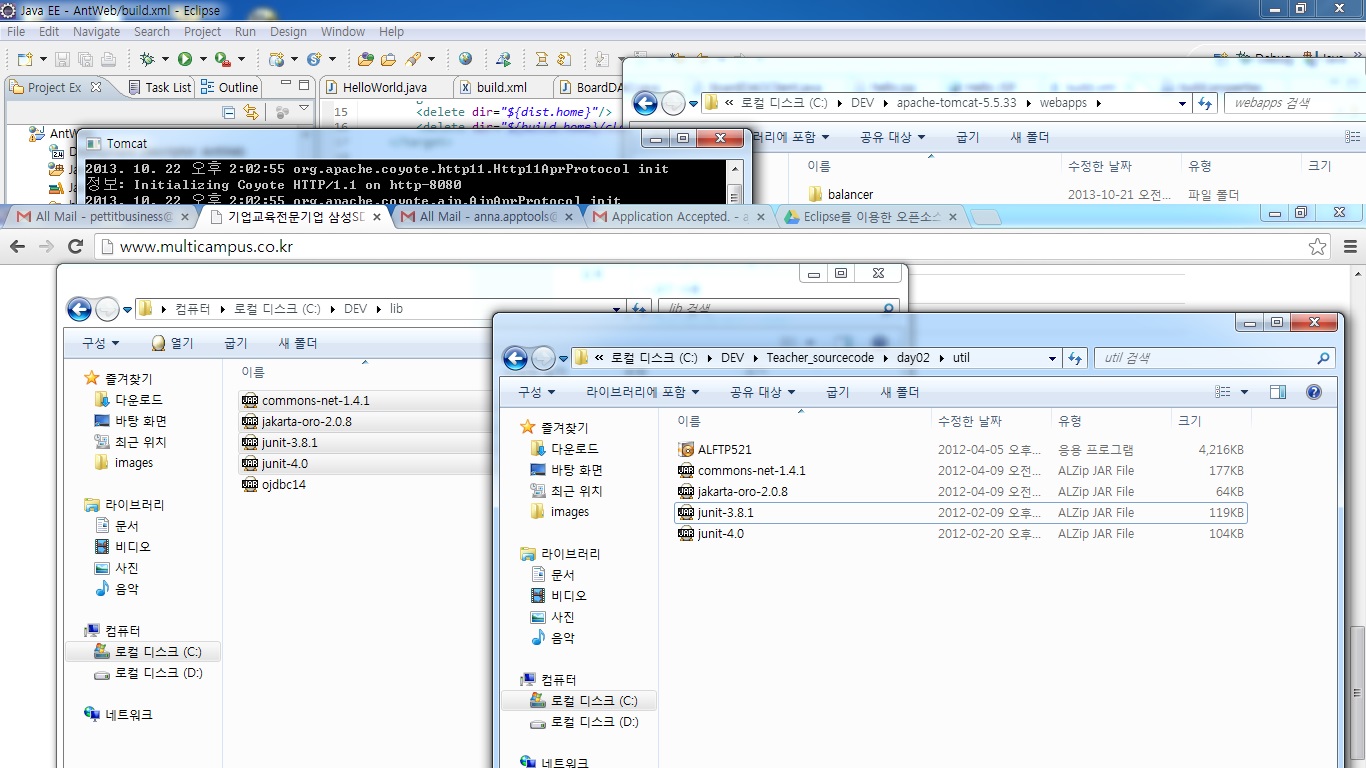 Java EE - AntWeb/build.xml - Eclipse
File Edit Navigate Search Project Run Design Window Help
Project Ex Task List Outline
HelloWorld.java build.xml BoardDA
15 <delete dir="${dist.home}"/>
16
AntW
로컬 디스크 (C:) DEV apache-tomcat-5.5.33 webapps
webapps 검색
에 포함 공유 대상 굽기 새 폴더
이름 수정한 날짜 유형 크기
balancer 2013-10-21 오전... 파일 폴더
Tomcat
2013. 10. 22 오후 2:02:55 org.apache.coyote.http11.Http11AprProtocol init
정보: Initializing Coyote HTTP/1.1 on http-8080
2013. 10. 22 오후 2:02:55 org.apache.coyote.ajp.AjpAprProtocol init
All Mail - pettitbusiness@ 기업교육전문기업 삼성SD All Mail - anna.apptools@ Application Accepted. - a Eclipse를 이용한 오픈소스
www.multicampus.co.kr
컴퓨터 로컬 디스크 (C:) DEV lib
lib 검색
구성 열기 굽기 새 폴더
이름
즐겨찾기
다운로드
바탕 화면
최근 위치
images
라이브러리
문서
비디오
사진
음악
컴퓨터
로컬 디스크 (C:)
로컬 디스크 (D:)
네트워크
commons-net-1.4.1
jakarta-oro-2.0.8
junit-3.8.1
junit-4.0
ojdbc14
로컬 디스크 (C:) DEV Teacher_sourcecode day02 util
util 검색
구성 라이브러리에 포함 공유 대상 굽기 새 폴더
즐겨찾기
다운로드
바탕 화면
최근 위치
images
라이브러리
문서
비디오
사진
음악
컴퓨터
로컬 디스크 (C:)
로컬 디스크 (D:)
네트워크
이름 수정한 날짜 유형 크기
ALFTP521 2012-04-05 오후... 응용 프로그램 4,216KB
commons-net-1.4.1 2012-04-09 오전... ALZip JAR File 177KB
jakarta-oro-2.0.8 2012-04-09 오전... ALZip JAR File 64KB
junit-3.8.1 2012-02-09 오후... ALZip JAR File 119KB
junit-4.0 2012-02-20 오후... ALZip JAR File 104KB